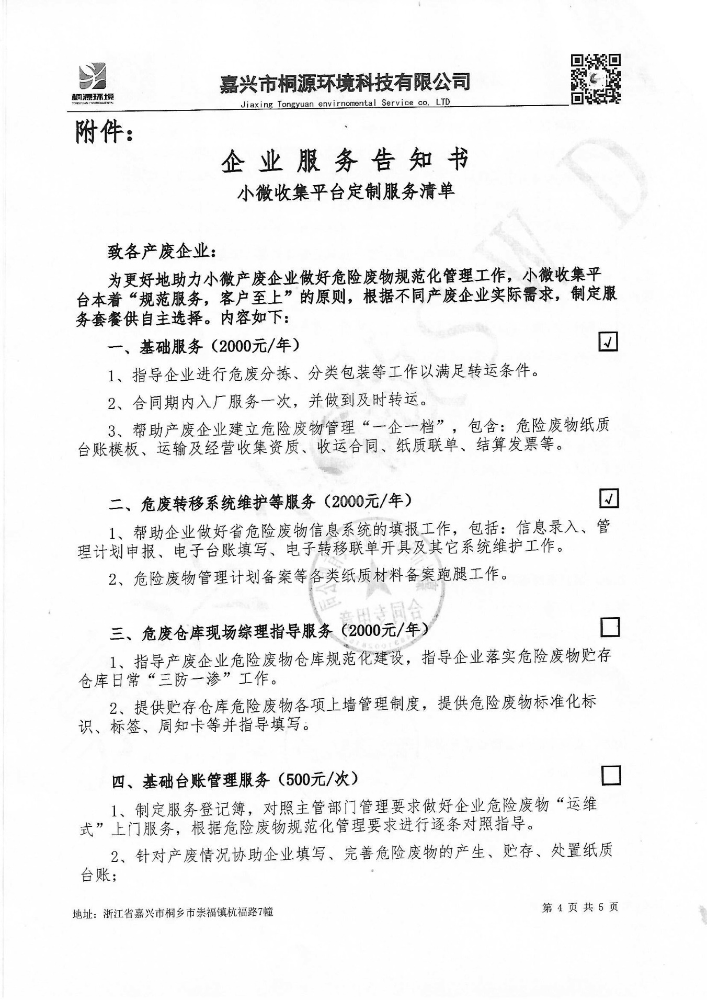 桐源环境
TONGYUAN ENVIRONMENTAL
嘉兴市桐源环境科技有限公司
Jiaxing Tongyuan envirnomental Service co. LTD
附件：
企业服务告知书
小微收集平台定制服务清单
致各产废企业：
为更好地助力小微产废企业做好危险废物规范化管理工作，小微收集平
台本着“规范服务，客户至上”的原则，根据不同产废企业实际需求，制定服
务套餐供自主选择。内容如下：
一、基础服务（2000元/年） √
1、指导企业进行危废分拣、分类包装等工作以满足转运条件。
2、合同期内入厂服务一次，并做到及时转运。
3、帮助产废企业建立危险废物管理“一企一档”，包含：危险废物纸质
台账模板、运输及经营收集资质、收运合同、纸质联单、结算发票等。
二、危废转移系统维护等服务（2000元/年） √
1、帮助企业做好省危险废物信息系统的填报工作，包括：信息录入、管
理计划申报、电子台账填写、电子转移联单开具及其它系统维护工作。
2、危险废物管理计划备案等各类纸质材料备案跑腿工作。
三、危废仓库现场综理指导服务（2000元/年）
1、指导产废企业危险废物仓库规范化建设，指导企业落实危险废物贮存
仓库日常“三防一渗”工作。
2、提供贮存仓库危险废物各项上墙管理制度，提供危险废物标准化标
识、标签、周知卡等并指导填写。
四、基础台账管理服务（500元/次）
1、制定服务登记簿，对照主管部门管理要求做好企业危险废物“运维
式”上门服务，根据危险废物规范化管理要求进行逐条对照指导。
2、针对产废情况协助企业填写、完善危险废物的产生、贮存、处置纸质
台账；
合同专用章
地址：浙江省嘉兴市桐乡市崇福镇杭福路7幢
第 4 页 共 5 页